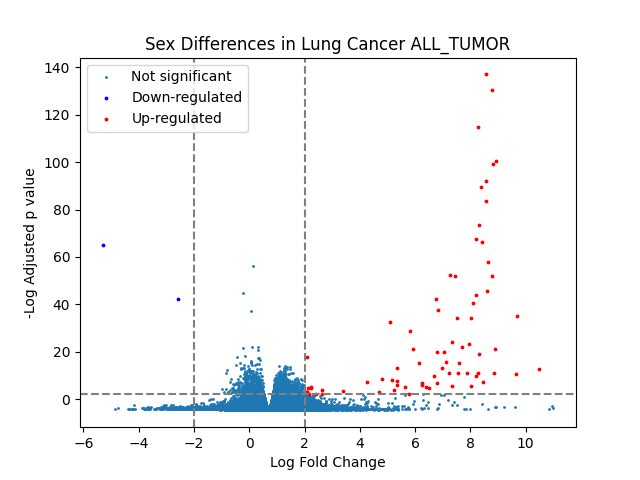 Sex Differences in Lung Cancer ALL_TUMOR
Not significant
Down-regulated
Up-regulated
-Log Adjusted p value
140
120
100
80
60
40
20
0
−6 −4 −2 0 2 4 6 8 10
Log Fold Change